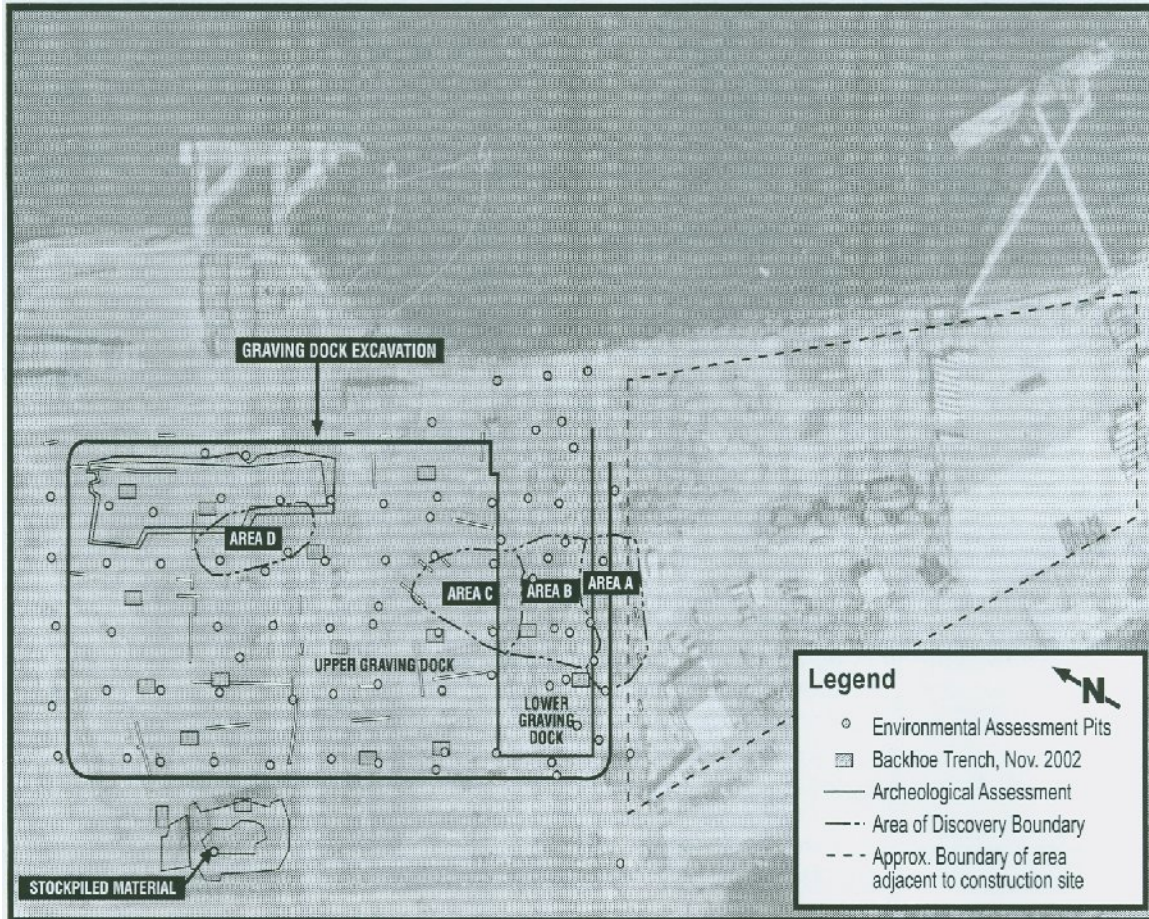 GRAVING DOCK EXCAVATION
AREA D
AREA C
AREA B
AREA A
UPPER GRAVING DOCK
LOWER
GRAVING
DOCK
STOCKPILED MATERIAL
Legend
N
Environmental Assessment Pits
Backhoe Trench, Nov. 2002
Archeological Assessment
Area of Discovery Boundary
Approx. Boundary of area
adjacent to construction site